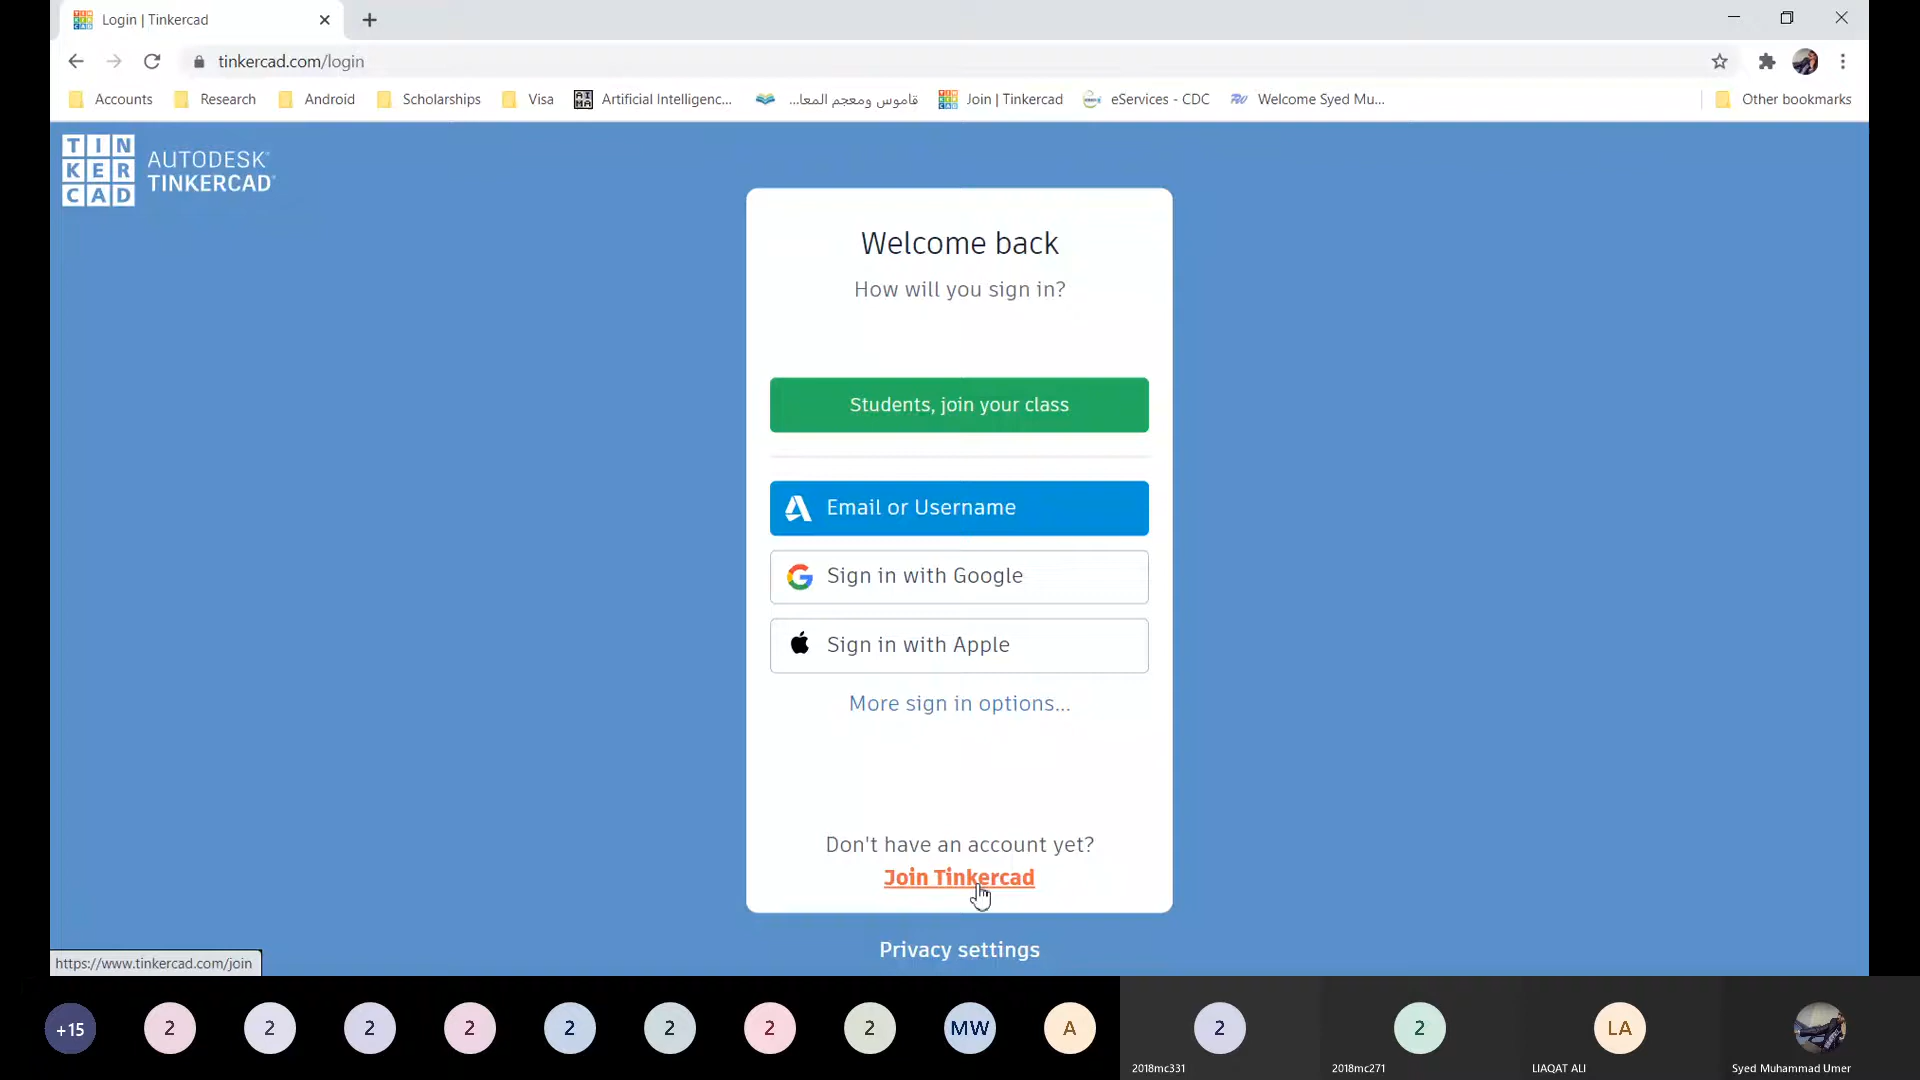 Login | Tinkercad
tinkercad.com/login
Accounts
Research
Android
Scholarships
Visa
Artificial Intelligenc...
قاموس ومعجم المعا...
Join | Tinkercad
eServices - CDC
Welcome Syed Mu...
Other bookmarks
TIN
KER
CAD
AUTODESK®
TINKERCAD®
Welcome back
How will you sign in?
Students, join your class
Email or Username
Sign in with Google
Sign in with Apple
More sign in options...
Don't have an account yet?
Join Tinkercad
Privacy settings
https://www.tinkercad.com/join
+15
2
2
2
2
2
2
2
2
MW
A
2
2018mc331
2
2018mc271
LA
LIAQAT ALI
Syed Muhammad Umer